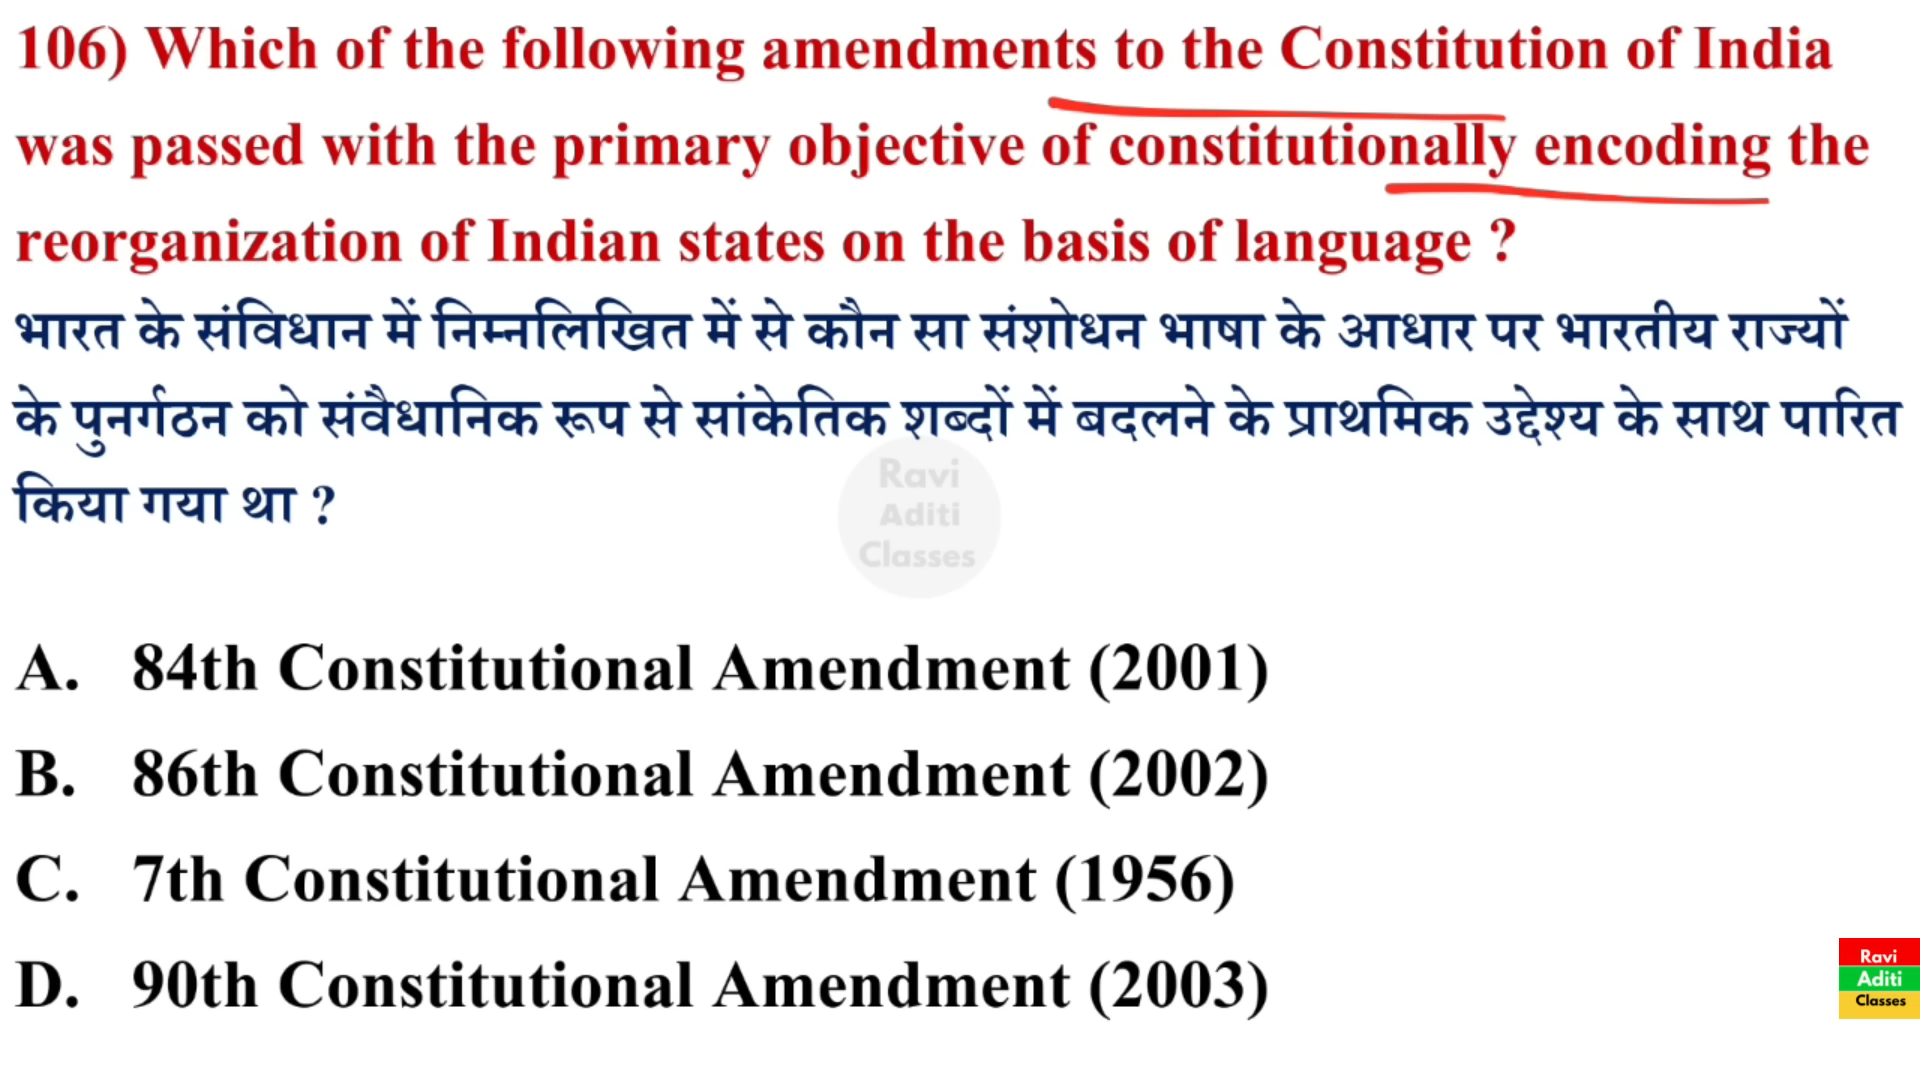 106) Which of the following amendments to the Constitution of India
was passed with the primary objective of constitutionally encoding the
reorganization of Indian states on the basis of language ?
भारत के संविधान में निम्नलिखित में से कौन सा संशोधन भाषा के आधार पर भारतीय राज्यों
के पुनर्गठन को संवैधानिक रूप से सांकेतिक शब्दों में बदलने के प्राथमिक उद्देश्य के साथ पारित
किया गया था ?
Ravi
Aditi
Classes
A. 84th Constitutional Amendment (2001)
B. 86th Constitutional Amendment (2002)
C. 7th Constitutional Amendment (1956)
D. 90th Constitutional Amendment (2003)
Ravi
Aditi
Classes